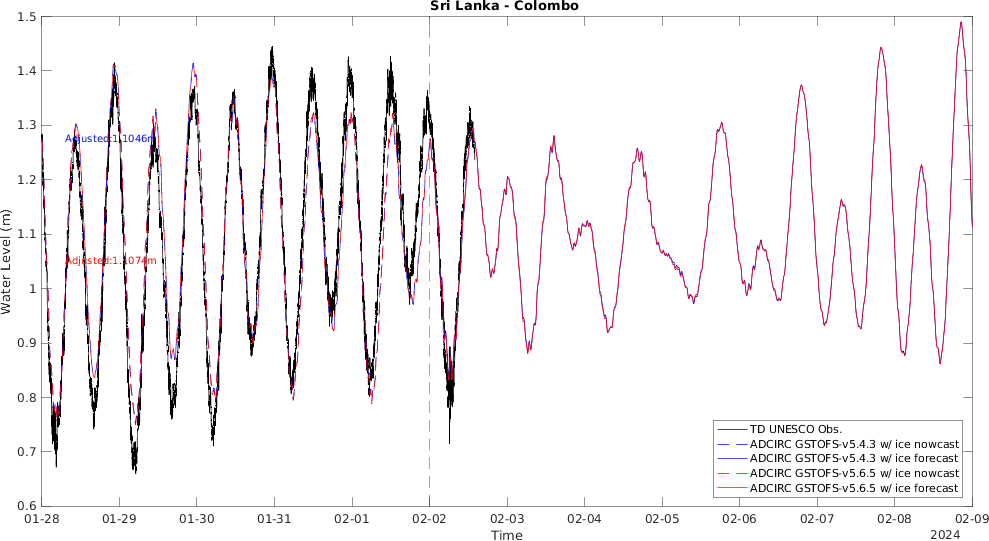 Sri Lanka - Colombo
1.5
1.4
1.3
1.2
1.1
1
0.9
0.8
0.7
0.6
Water Level (m)
Adjusted:1.1046m
Adjusted:1.1074m
TD UNESCO Obs.
ADCIRC GSTOFS-v5.4.3 w/ ice nowcast
ADCIRC GSTOFS-v5.4.3 w/ ice forecast
ADCIRC GSTOFS-v5.6.5 w/ ice nowcast
ADCIRC GSTOFS-v5.6.5 w/ ice forecast
01-28 01-29 01-30 01-31 02-01 02-02 02-03 02-04 02-05 02-06 02-07 02-08 02-09
Time
2024